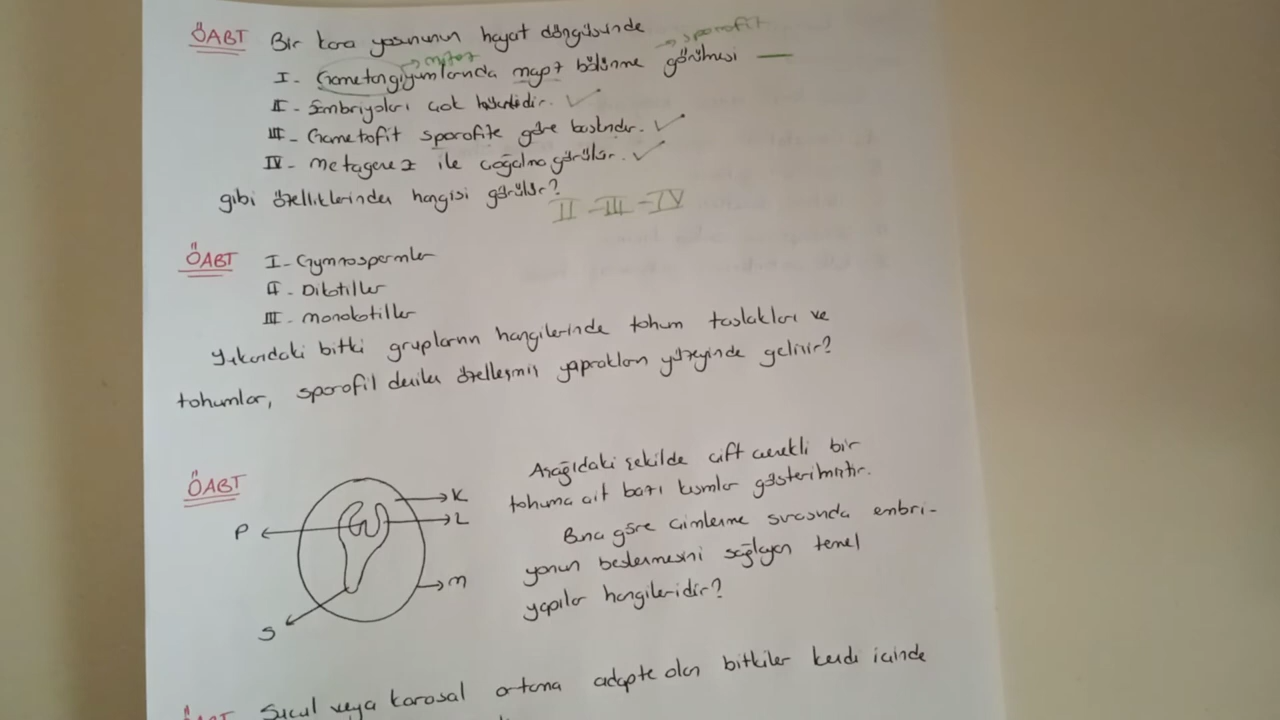 ÖABT Bir kara yosununun hayat döngüsünde
→ sporofit
→ mitoz
I- Gametangiyumlarında mayoz bölünme görülmesi —
II- Embriyoları çok hücrelidir. ✓
III- Gametofit sporofite göre baskındır. ✓
IV- Metagenez ile çoğalma görülür. ✓
gibi özelliklerinden hangisi görülür?
II - III - IV
ÖABT I- Gymnospermler
II- Dikotiller
III- Monokotiller
Yukarıdaki bitki gruplarının hangilerinde tohum taslakları ve
tohumlar, sporofil denilen özelleşmiş yaprakların yüzeyinde gelişir?
ÖABT
Aşağıdaki şekilde çift çenekli bir
tohuma ait bazı kısımlar gösterilmiştir.
Buna göre çimlenme sırasında embri-
yonun beslenmesini sağlayan temel
yapılar hangileridir?
K
L
P
M
S
ÖABT Sucul veya karasal ortama adapte olan bitkiler kendi içinde